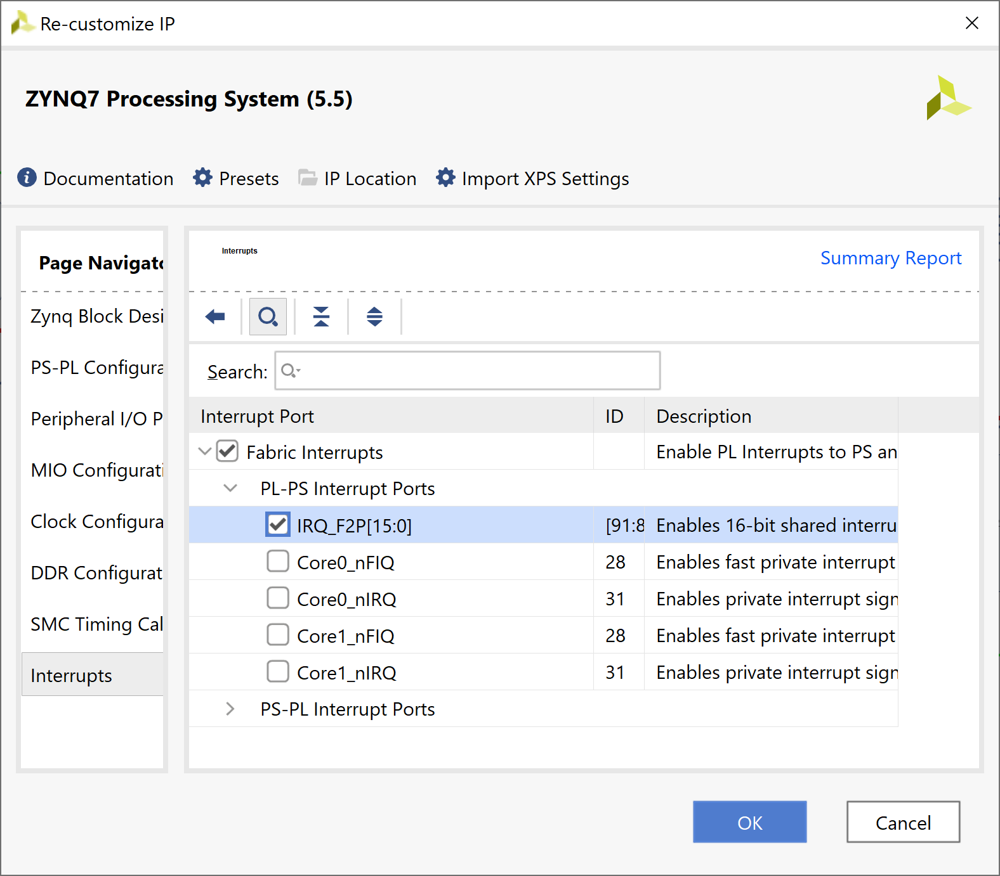 Re-customize IP
ZYNQ7 Processing System (5.5)
Documentation Presets IP Location Import XPS Settings
Page Navigato
Zynq Block Desi
PS-PL Configura
Peripheral I/O P
MIO Configurati
Clock Configura
DDR Configurat
SMC Timing Cal
Interrupts
Interrupts
Summary Report
Search:
Interrupt Port ID Description
Fabric Interrupts Enable PL Interrupts to PS an
PL-PS Interrupt Ports
IRQ_F2P[15:0] [91:8 Enables 16-bit shared interru
Core0_nFIQ 28 Enables fast private interrupt
Core0_nIRQ 31 Enables private interrupt sign
Core1_nFIQ 28 Enables fast private interrupt
Core1_nIRQ 31 Enables private interrupt sign
PS-PL Interrupt Ports
OK Cancel